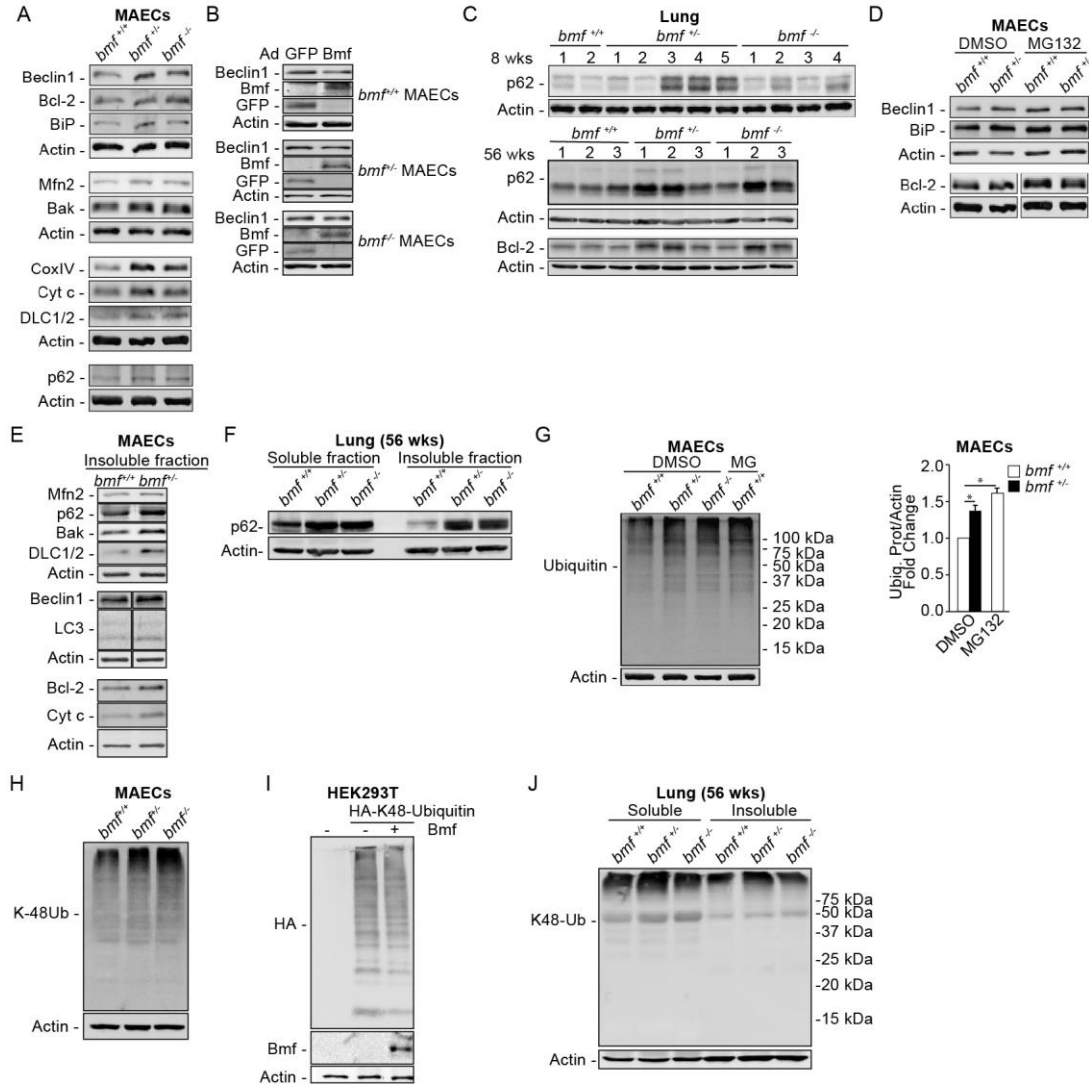 A
MAECs
bmf +/+ bmf +/- bmf -/-
Beclin1 -
Bcl-2 -
BiP -
Actin -
Mfn2 -
Bak -
Actin -
CoxIV -
Cyt c -
DLC1/2 -
Actin -
p62 -
Actin -
B
Ad GFP Bmf
Beclin1 -
Bmf -
GFP -
Actin -
bmf+/+ MAECs
Beclin1 -
Bmf -
GFP -
Actin -
bmf+/- MAECs
Beclin1 -
Bmf -
GFP -
Actin -
bmf-/- MAECs
C
Lung
bmf +/+ bmf +/- bmf -/-
8 wks 1 2 1 2 3 4 5 1 2 3 4
p62 -
Actin -
bmf +/+ bmf +/- bmf -/-
56 wks 1 2 3 1 2 3 1 2 3
p62 -
Actin -
Bcl-2 -
Actin -
D
MAECs
DMSO MG132
bmf+/+ bmf+/- bmf+/+ bmf+/-
Beclin1 -
BiP -
Actin -
Bcl-2 -
Actin -
E
MAECs
Insoluble fraction
bmf+/+ bmf+/-
Mfn2 -
p62 -
Bak -
DLC1/2 -
Actin -
Beclin1 -
LC3 -
Actin -
Bcl-2 -
Cyt c -
Actin -
F
Lung (56 wks)
Soluble fraction Insoluble fraction
bmf+/+ bmf+/- bmf-/- bmf+/+ bmf+/- bmf-/-
p62-
Actin-
G
MAECs
DMSO MG
bmf+/+ bmf+/- bmf-/- bmf+/+
Ubiquitin -
- 100 kDa
- 75 kDa
- 50 kDa
- 37 kDa
- 25 kDa
- 20 kDa
- 15 kDa
Actin -
MAECs
Ubiq. Prot/Actin
Fold Change
2.0
1.5
1.0
0.5
0.0
* *
bmf +/+
bmf +/-
DMSO
MG132
H
MAECs
bmf+/+ bmf+/- bmf-/-
K-48Ub -
Actin -
I
HEK293T
HA-K48-Ubiquitin
- - + Bmf
HA -
Bmf -
Actin -
J
Lung (56 wks)
Soluble Insoluble
bmf +/+ bmf +/- bmf -/- bmf +/+ bmf +/- bmf -/-
K48-Ub -
-75 kDa
-50 kDa
-37 kDa
-25 kDa
-20 kDa
-15 kDa
Actin -